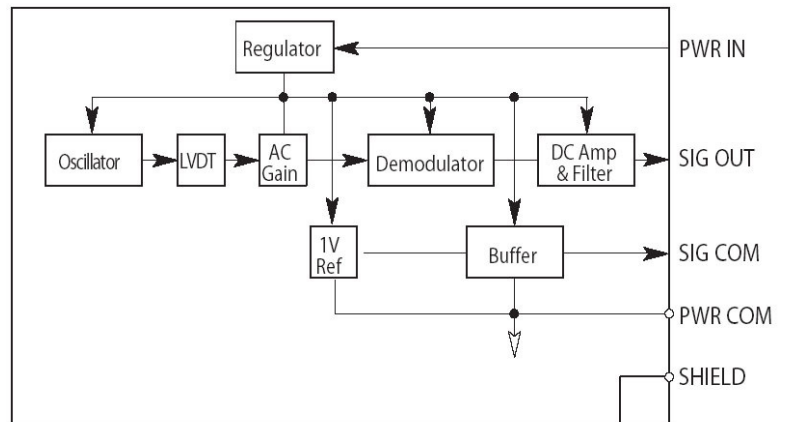 Regulator
PWR IN
Oscillator
LVDT
AC
Gain
Demodulator
DC Amp
& Filter
SIG OUT
1V
Ref
Buffer
SIG COM
PWR COM
SHIELD